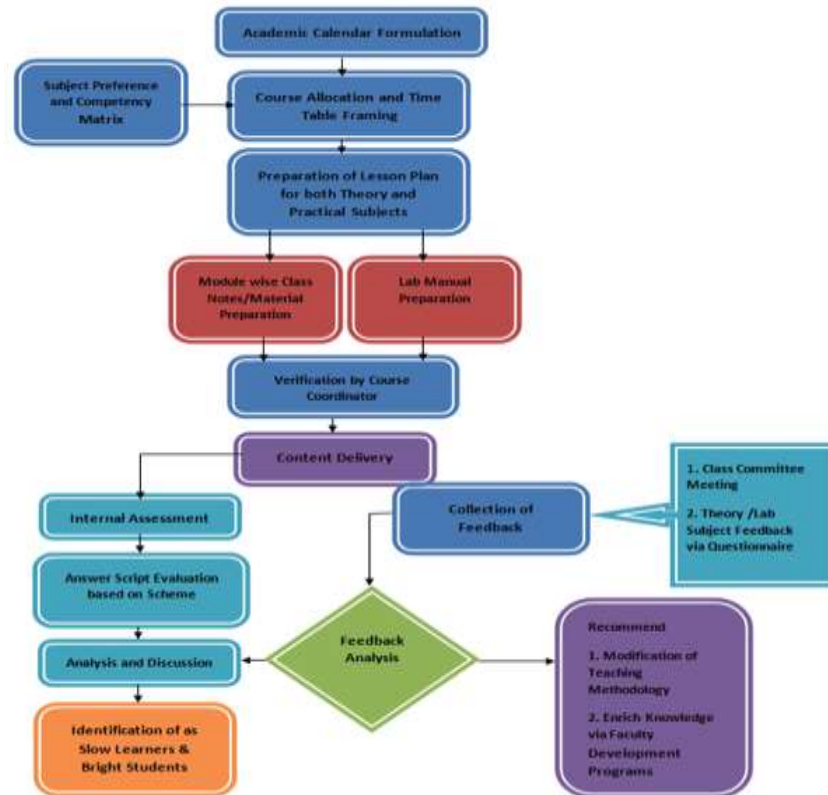 Academic Calendar Formulation
Subject Preference
and Competency
Matrix
Course Allocation and Time
Table Framing
Preparation of Lesson Plan
for both Theory and
Practical Subjects
Module wise Class
Notes/Material
Preparation
Lab Manual
Preparation
Verification by Course
Coordinator
Content Delivery
Internal Assessment
Collection of
Feedback
1. Class Committee
Meeting
2. Theory /Lab
Subject Feedback
via Questionnaire
Answer Script Evaluation
based on Scheme
Feedback
Analysis
Analysis and Discussion
Recommend
1. Modification of
Teaching
Methodology
2. Enrich Knowledge
via Faculty
Development
Programs
Identification of as
Slow Learners &
Bright Students